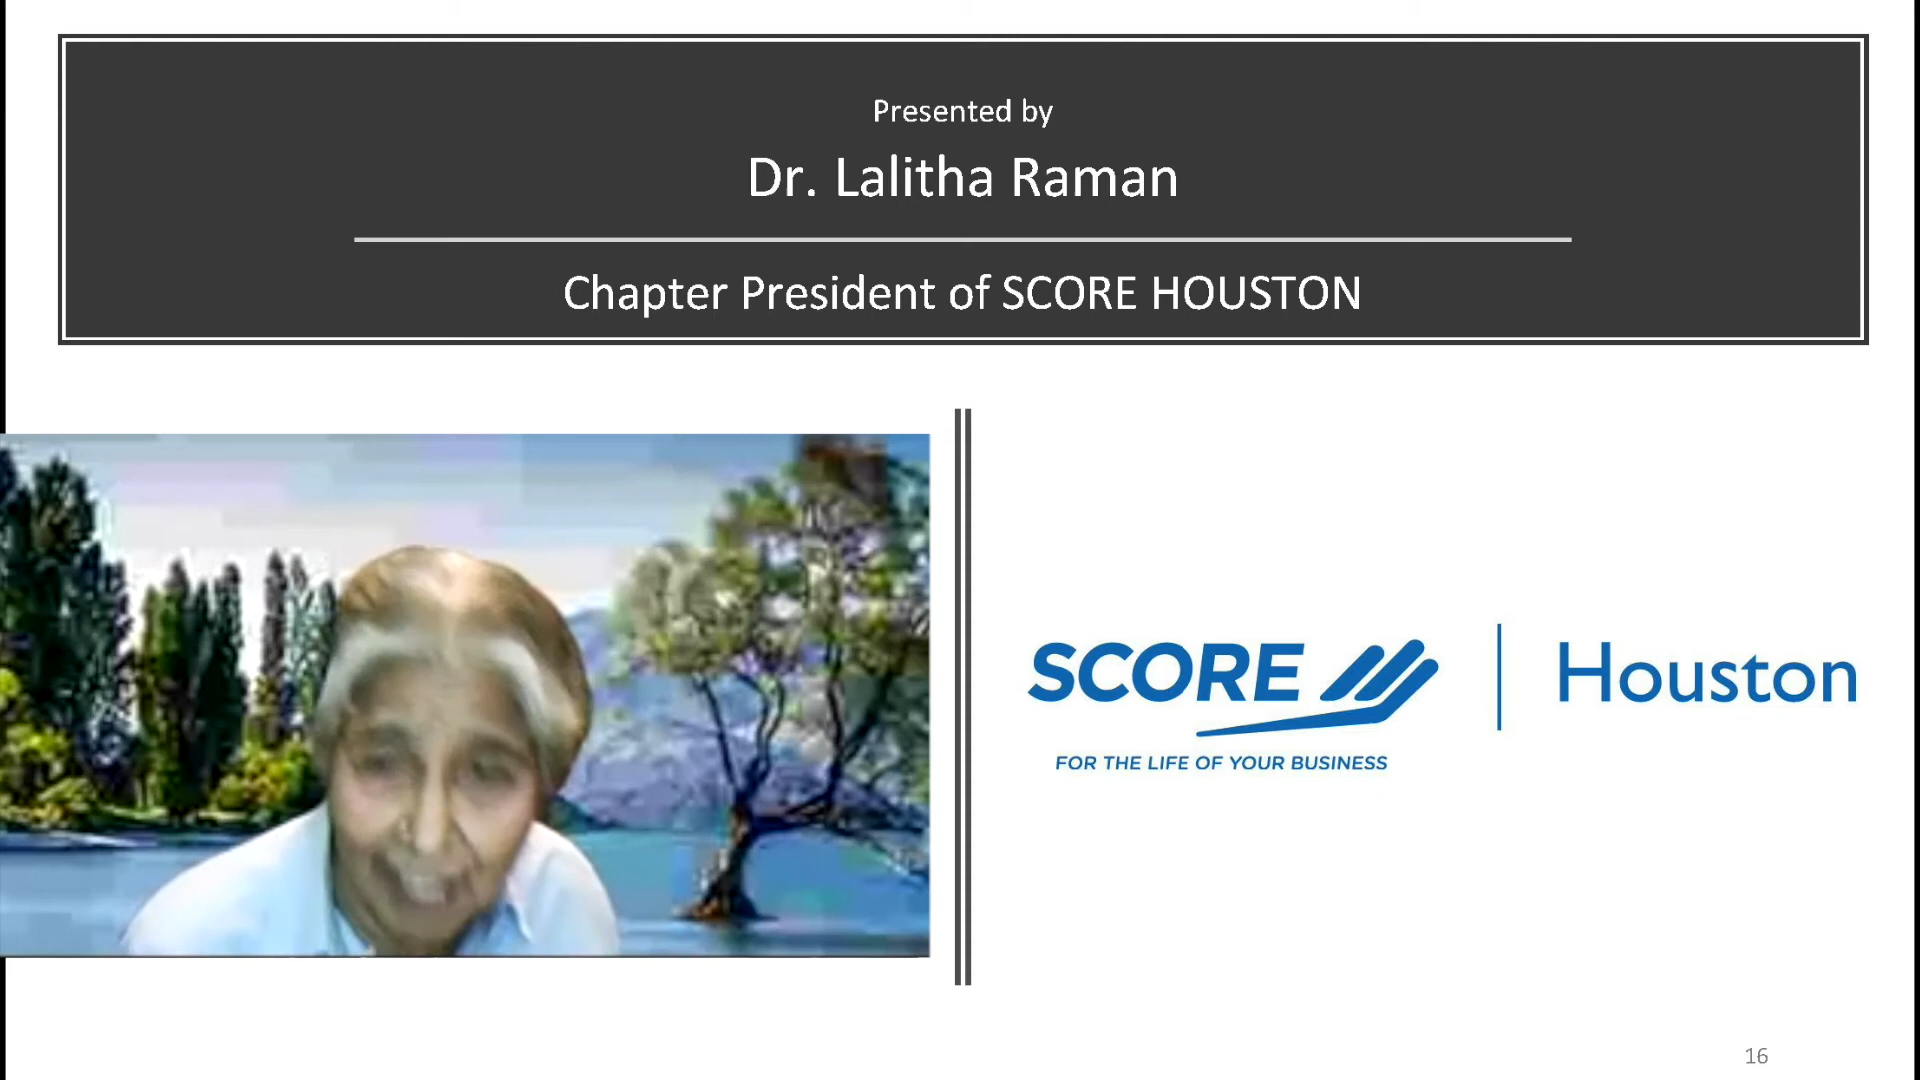 Presented by
Dr. Lalitha Raman
Chapter President of SCORE HOUSTON
SCORE | Houston
FOR THE LIFE OF YOUR BUSINESS
16